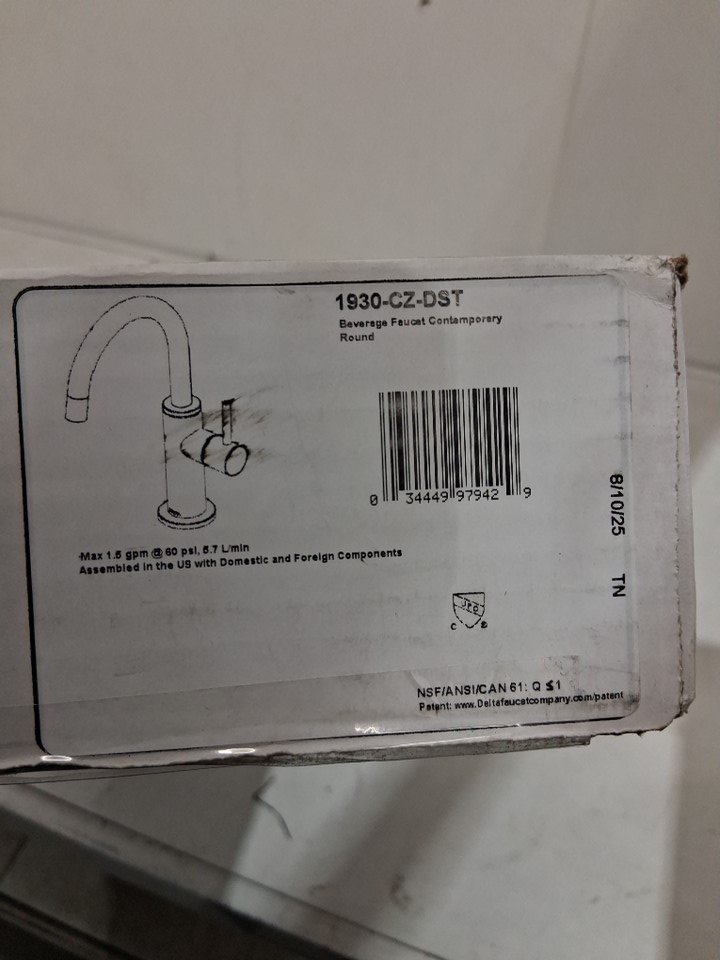 1930-CZ-DST
Beverage Faucet Contemporary
Round
0 34449 97942 9
8/10/25 TN
Max 1.5 gpm @ 60 psi, 5.7 L/min
Assembled in the US with Domestic and Foreign Components
UPC
C ®
NSF/ANSI/CAN 61: Q ≤1
Patent: www.Deltafaucetcompany.com/patent